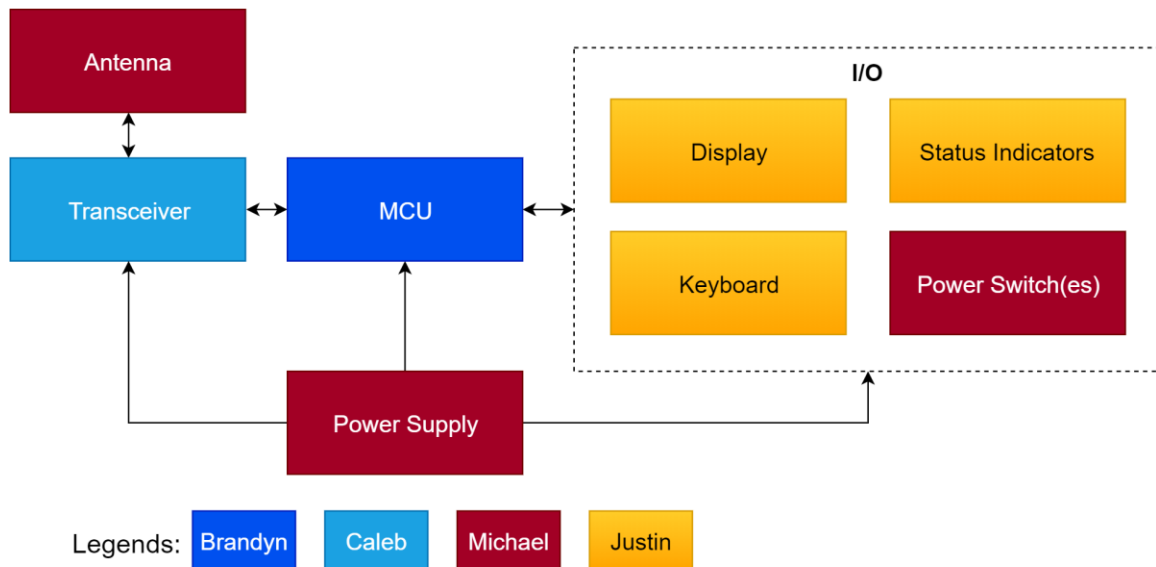 Antenna
I/O
Display
Status Indicators
Transceiver
MCU
Keyboard
Power Switch(es)
Power Supply
Legends:
Brandyn
Caleb
Michael
Justin